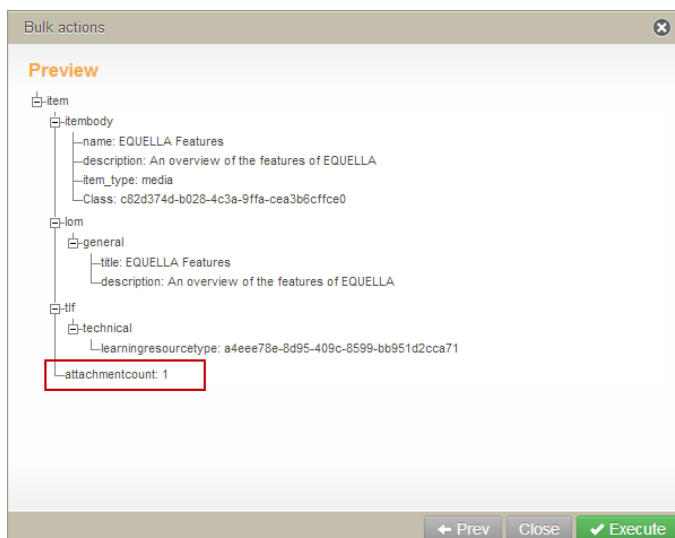 Bulk actions
Preview
item
itembody
name: EQUELLA Features
description: An overview of the features of EQUELLA
item_type: media
Class: c82d374d-b028-4c3a-9ffa-cea3b6cffce0
lom
general
title: EQUELLA Features
description: An overview of the features of EQUELLA
tlf
technical
learningresourcetype: a4eee78e-8d95-409c-8599-bb951d2cca71
attachmentcount: 1
Prev Close Execute